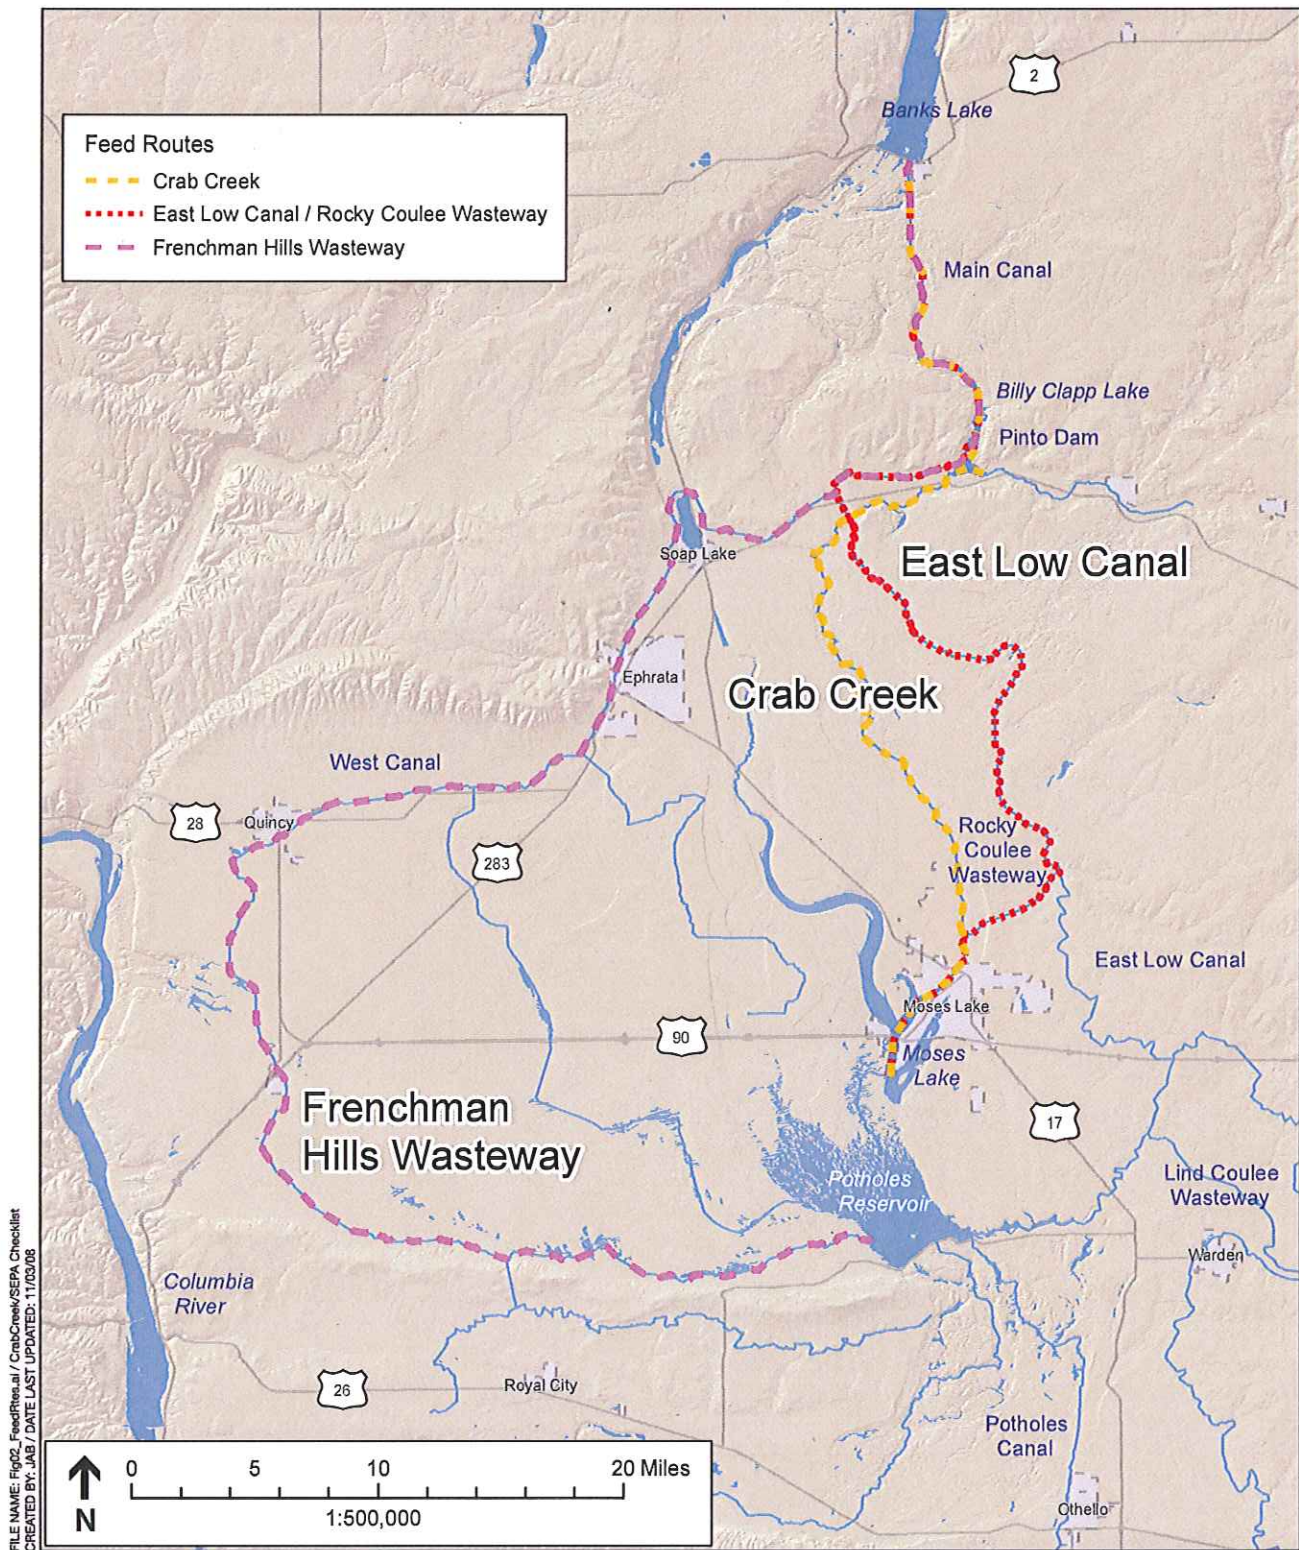 2
Banks Lake
Feed Routes
Crab Creek
East Low Canal / Rocky Coulee Wasteway
Frenchman Hills Wasteway
Main Canal
Billy Clapp Lake
Pinto Dam
Soap Lake
East Low Canal
Ephrata
Crab Creek
West Canal
28
Quincy
283
Rocky
Coulee
Wasteway
East Low Canal
Moses Lake
90
Moses
Lake
Frenchman
Hills Wasteway
17
Potholes
Reservoir
Lind Coulee
Wasteway
Warden
Columbia
River
26
Royal City
Potholes
Canal
Othello
0 5 10 20 Miles
N
1:500,000
FILE NAME: Fig02_FeedRtes.ai / CrabCreek/SEPA Checklist
CREATED BY: JAB / DATE LAST UPDATED: 11/03/08